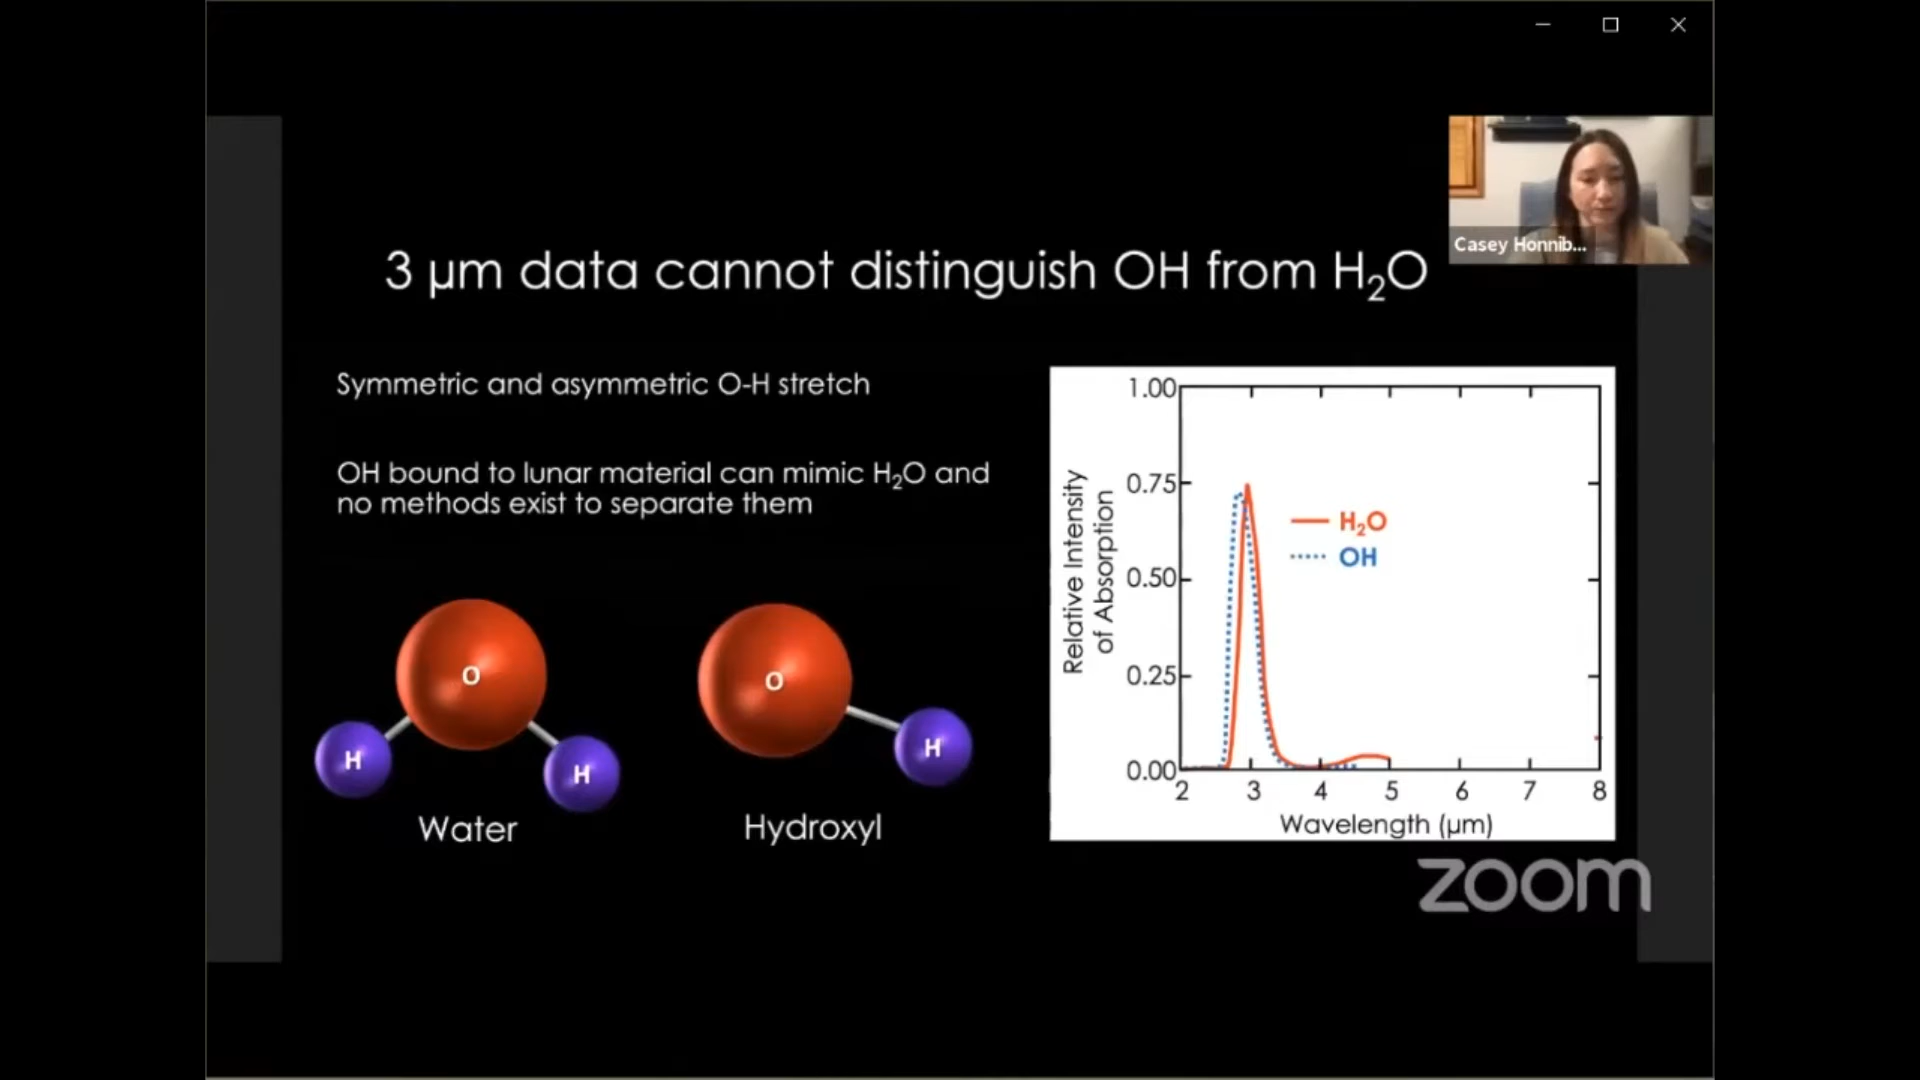 Casey Honnib...
3 μm data cannot distinguish OH from H₂O
Symmetric and asymmetric O-H stretch
OH bound to lunar material can mimic H₂O and
no methods exist to separate them
O
H
H
Water
O
H
Hydroxyl
Relative Intensity
of Absorption
1.00
0.75
0.50
0.25
0.00
H₂O
OH
2 3 4 5 6 7 8
Wavelength (μm)
zoom